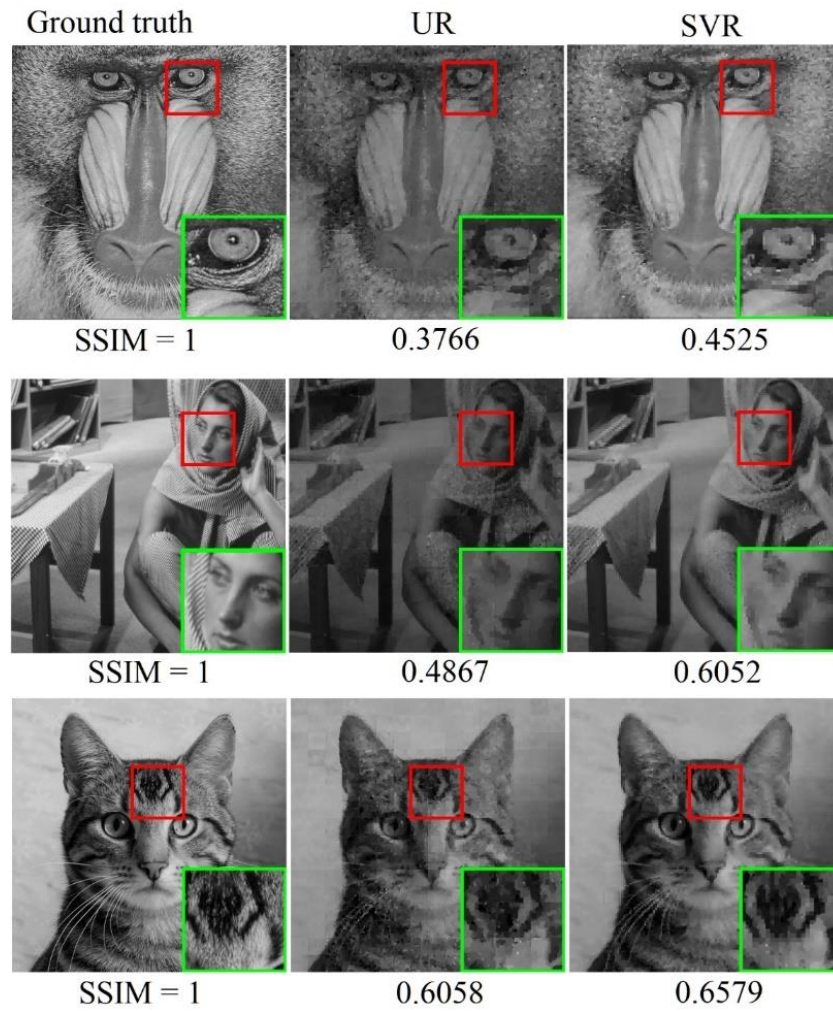 Ground truth UR SVR
SSIM = 1 0.3766 0.4525
SSIM = 1 0.4867 0.6052
SSIM = 1 0.6058 0.6579